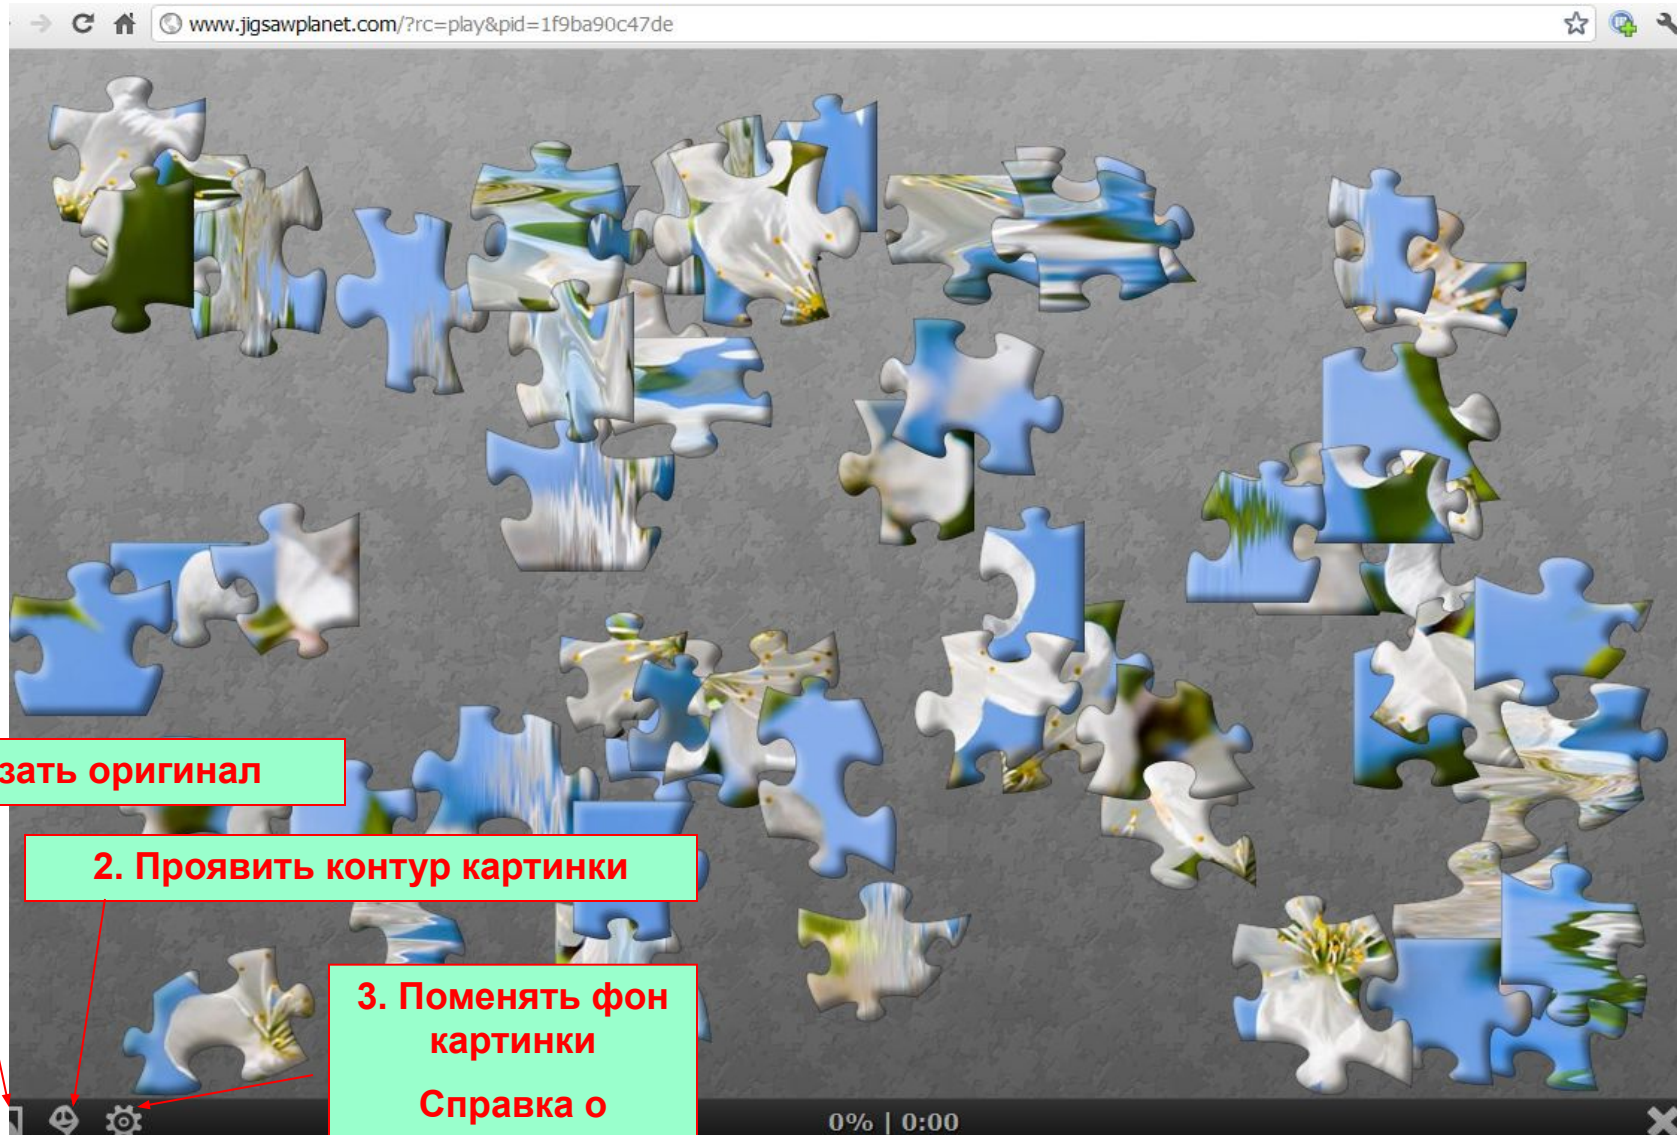 www.jigsawplanet.com/?rc=play&pid=1f9ba90c47de
зать оригинал
2. Проявить контур картинки
3. Поменять фон
картинки
Справка о
0% | 0:00